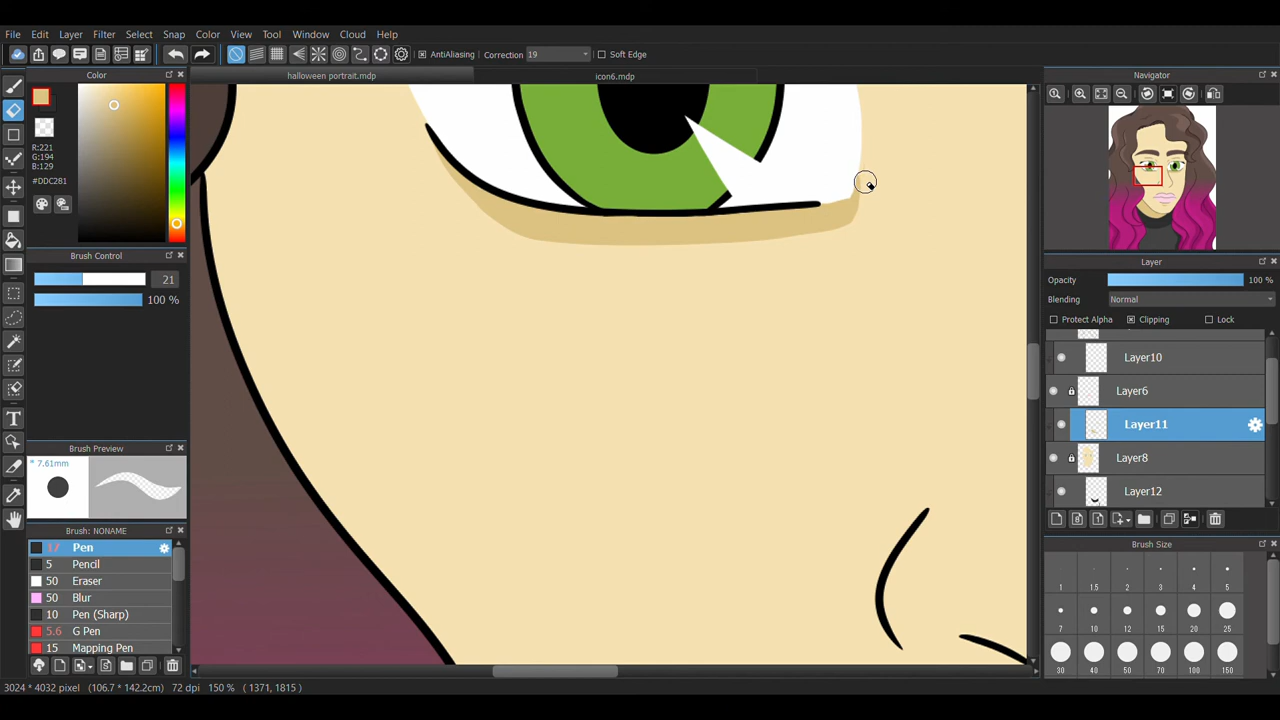 File Edit Layer Filter Select Snap Color View Tool Window Cloud Help
AntiAliasing Correction 19 Soft Edge
Color
halloween portrait.mdp
icon6.mdp
Navigator
R:221
G:194
B:129
#DDC281
Brush Control
21
100 %
Layer
Opacity 100 %
Blending Normal
Protect Alpha Clipping Lock
Layer10
Layer6
Layer11
Layer8
Layer12
Brush Preview
* 7.61mm
Brush: NONAME
17 Pen
5 Pencil
50 Eraser
50 Blur
10 Pen (Sharp)
5.6 G Pen
15 Mapping Pen
Brush Size
1 1.5 2 3 4 5
7 10 12 15 20 25
30 40 50 70 100 150
3024 * 4032 pixel (106.7 * 142.2cm) 72 dpi 150 % ( 1371, 1815 )